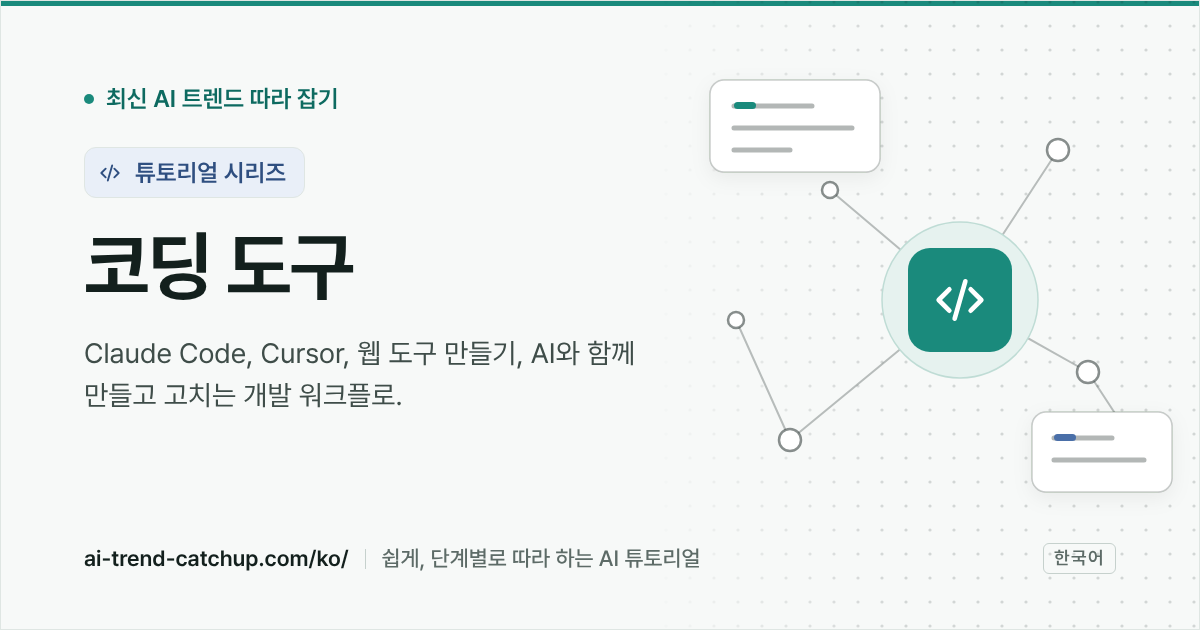 최신 AI 트렌드 따라 잡기
</> 튜토리얼 시리즈
코딩 도구
Claude Code, Cursor, 웹 도구 만들기, AI와 함께
만들고 고치는 개발 워크플로.
</>
ai-trend-catchup.com/ko/ | 쉽게, 단계별로 따라 하는 AI 튜토리얼
한국어